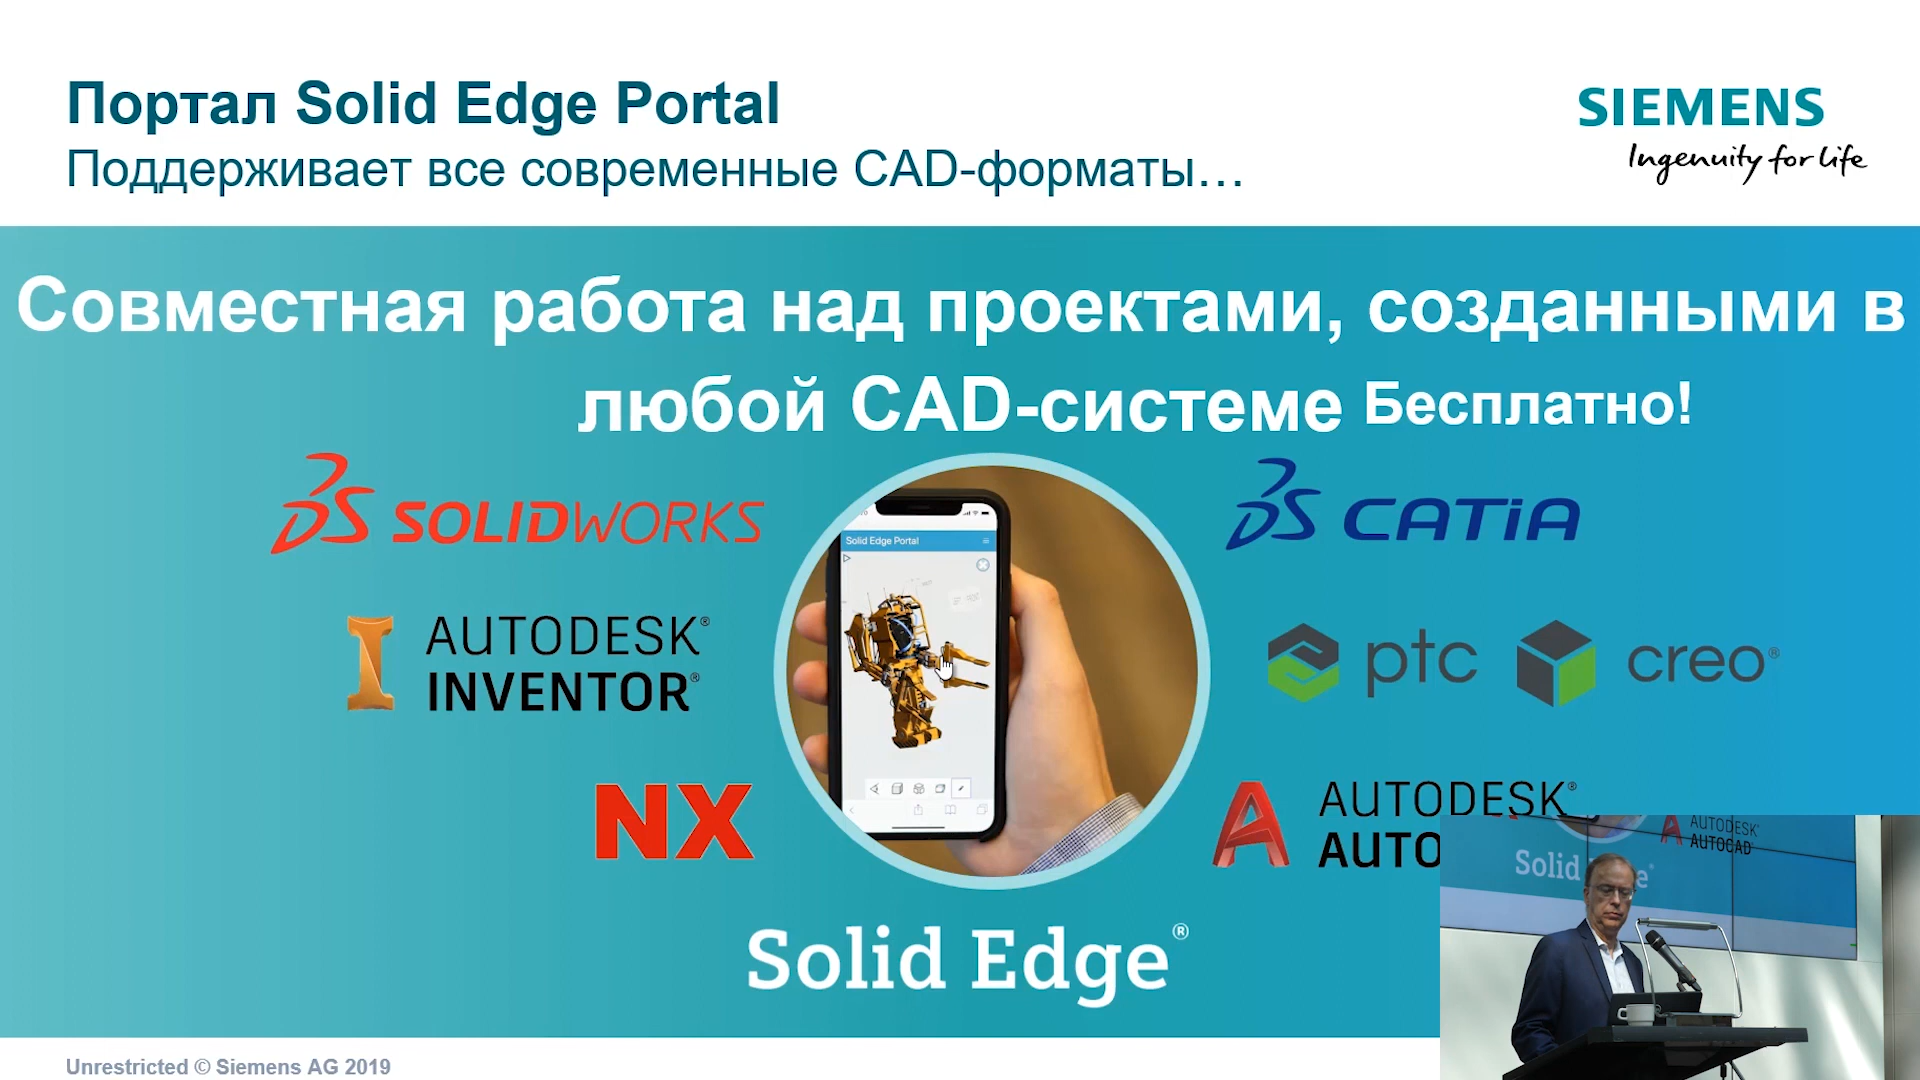 Портал Solid Edge Portal
Поддерживает все современные CAD-форматы...
SIEMENS
Ingenuity for life
Совместная работа над проектами, созданными в
любой CAD-системе Бесплатно!
SOLIDWORKS
CATIA
Solid Edge Portal
AUTODESK®
INVENTOR®
ptc creo®
NX
AUTODESK®
AUTO
AUTODESK®
AUTOCAD
Solid
e®
Solid Edge®
Unrestricted © Siemens AG 2019